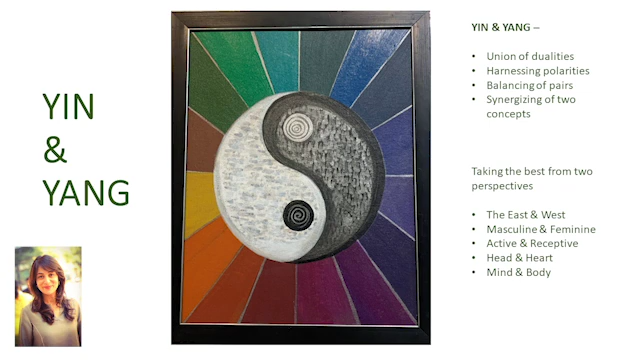 YIN
&
YANG
YIN & YANG –
• Union of dualities
• Harnessing polarities
• Balancing of pairs
• Synergizing of two
concepts
Taking the best from two
perspectives
• The East & West
• Masculine & Feminine
• Active & Receptive
• Head & Heart
• Mind & Body